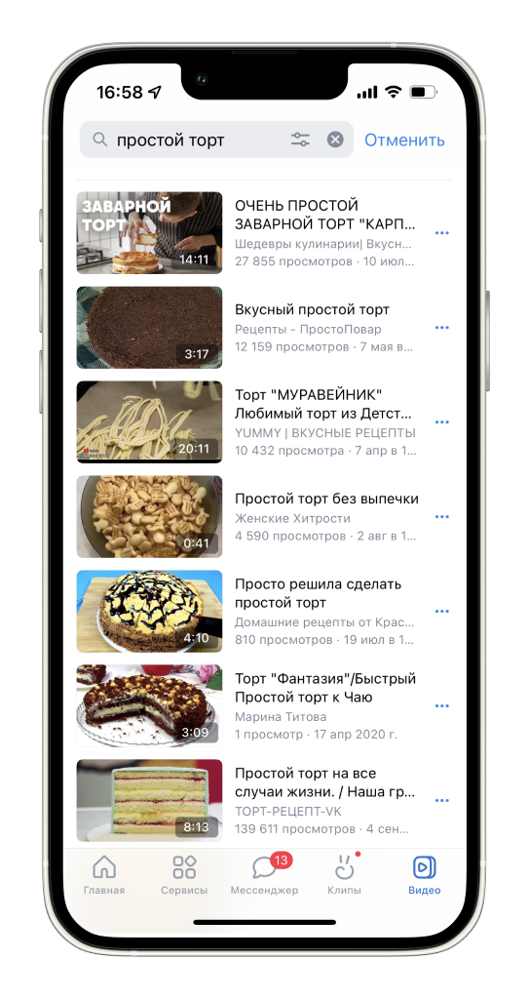 16:58
простой торт
Отменить
ЗАВАРНОЙ
ТОРТ
14:11
ОЧЕНЬ ПРОСТОЙ
ЗАВАРНОЙ ТОРТ "КАРП...
Шедевры кулинарии| Вкусн...
27 855 просмотров · 10 июл...
3:17
Вкусный простой торт
Рецепты - ПростоПовар
12 159 просмотров · 7 мая в...
20:11
Торт "МУРАВЕЙНИК"
Любимый торт из Детст...
YUMMY | ВКУСНЫЕ РЕЦЕПТЫ
10 432 просмотра · 7 апр в 1...
0:41
Простой торт без выпечки
Женские Хитрости
4 590 просмотров · 2 авг в 1...
4:10
Просто решила сделать
простой торт
Домашние рецепты от Крас...
810 просмотров · 19 июл в 1...
3:09
Торт "Фантазия"/Быстрый
Простой торт к Чаю
Марина Титова
1 просмотр · 17 апр 2020 г.
8:13
Простой торт на все
случаи жизни. / Наша гр...
ТОРТ-РЕЦЕПТ-VK
139 611 просмотров · 4 сен...
13
Главная
Сервисы
Мессенджер
Клипы
Видео